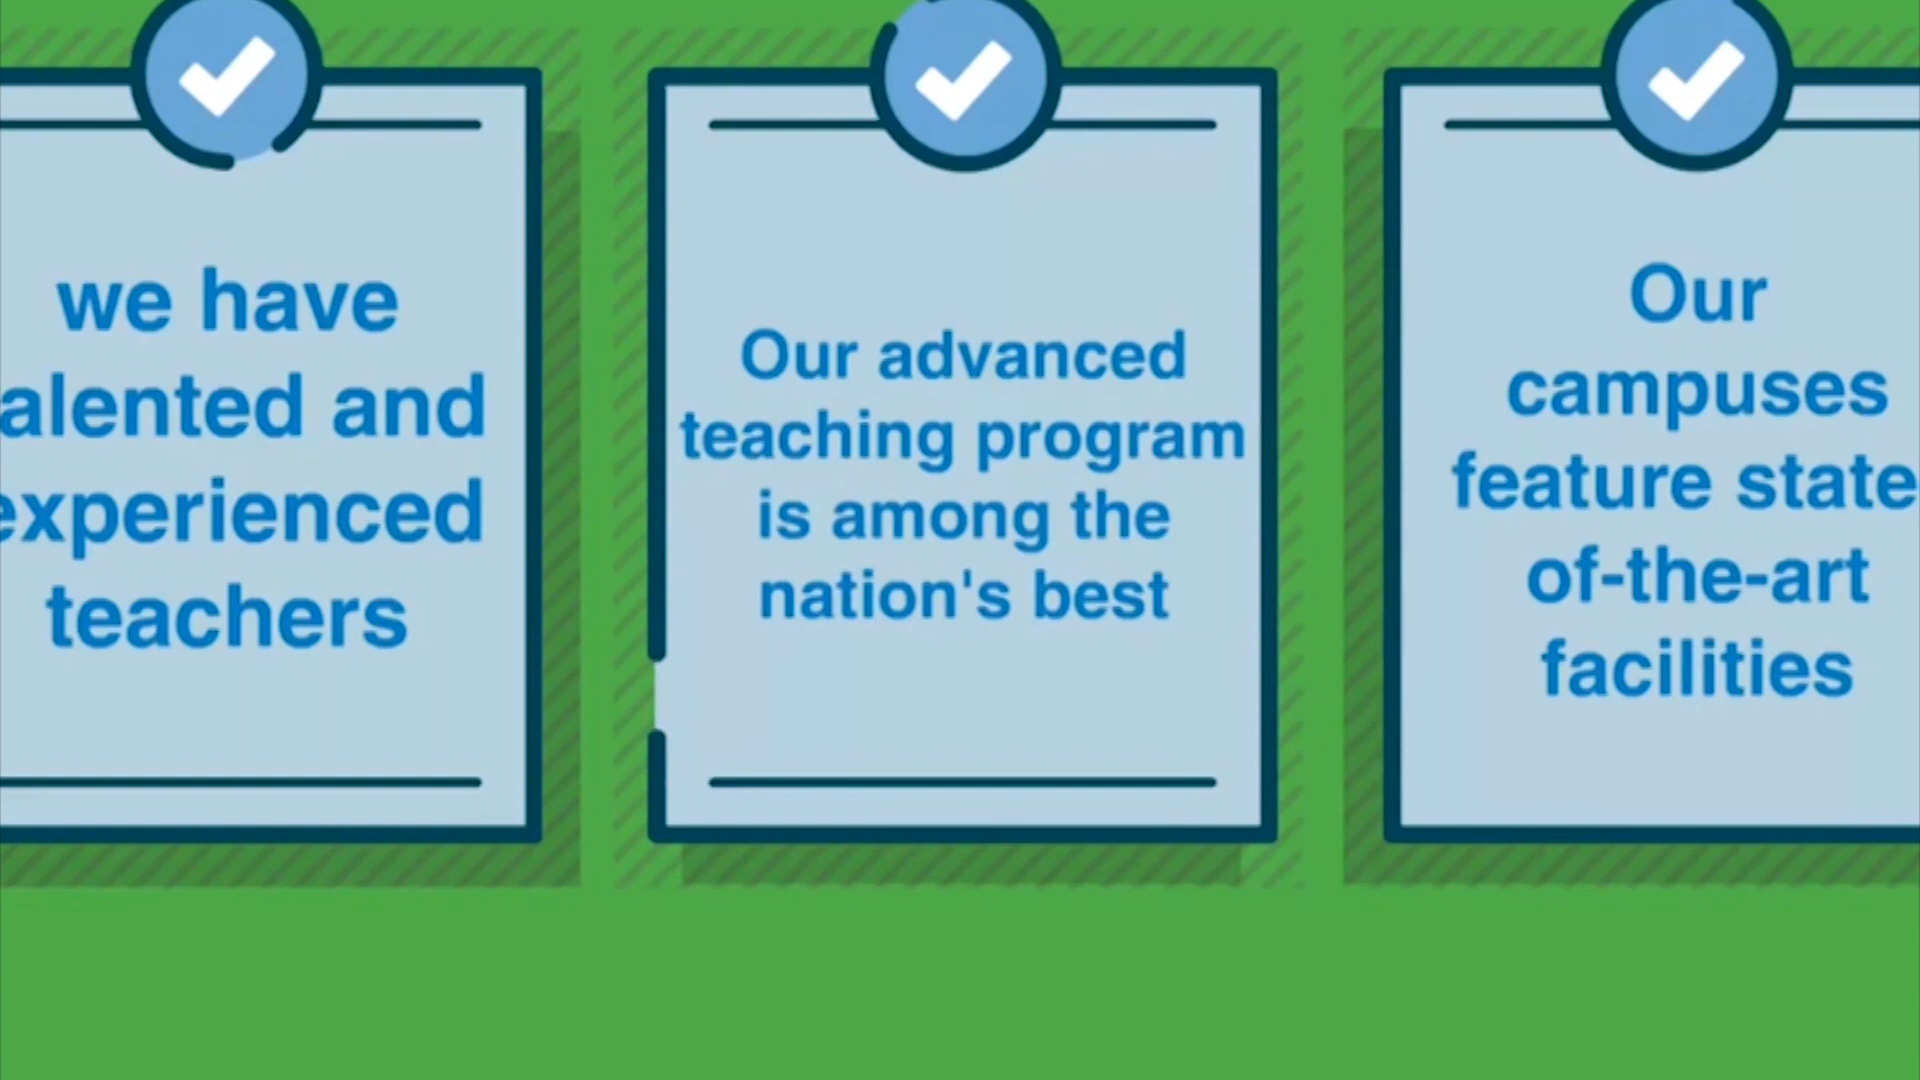 we have
alented and
experienced
teachers
Our advanced
teaching program
is among the
nation's best
Our
campuses
feature state
of-the-art
facilities